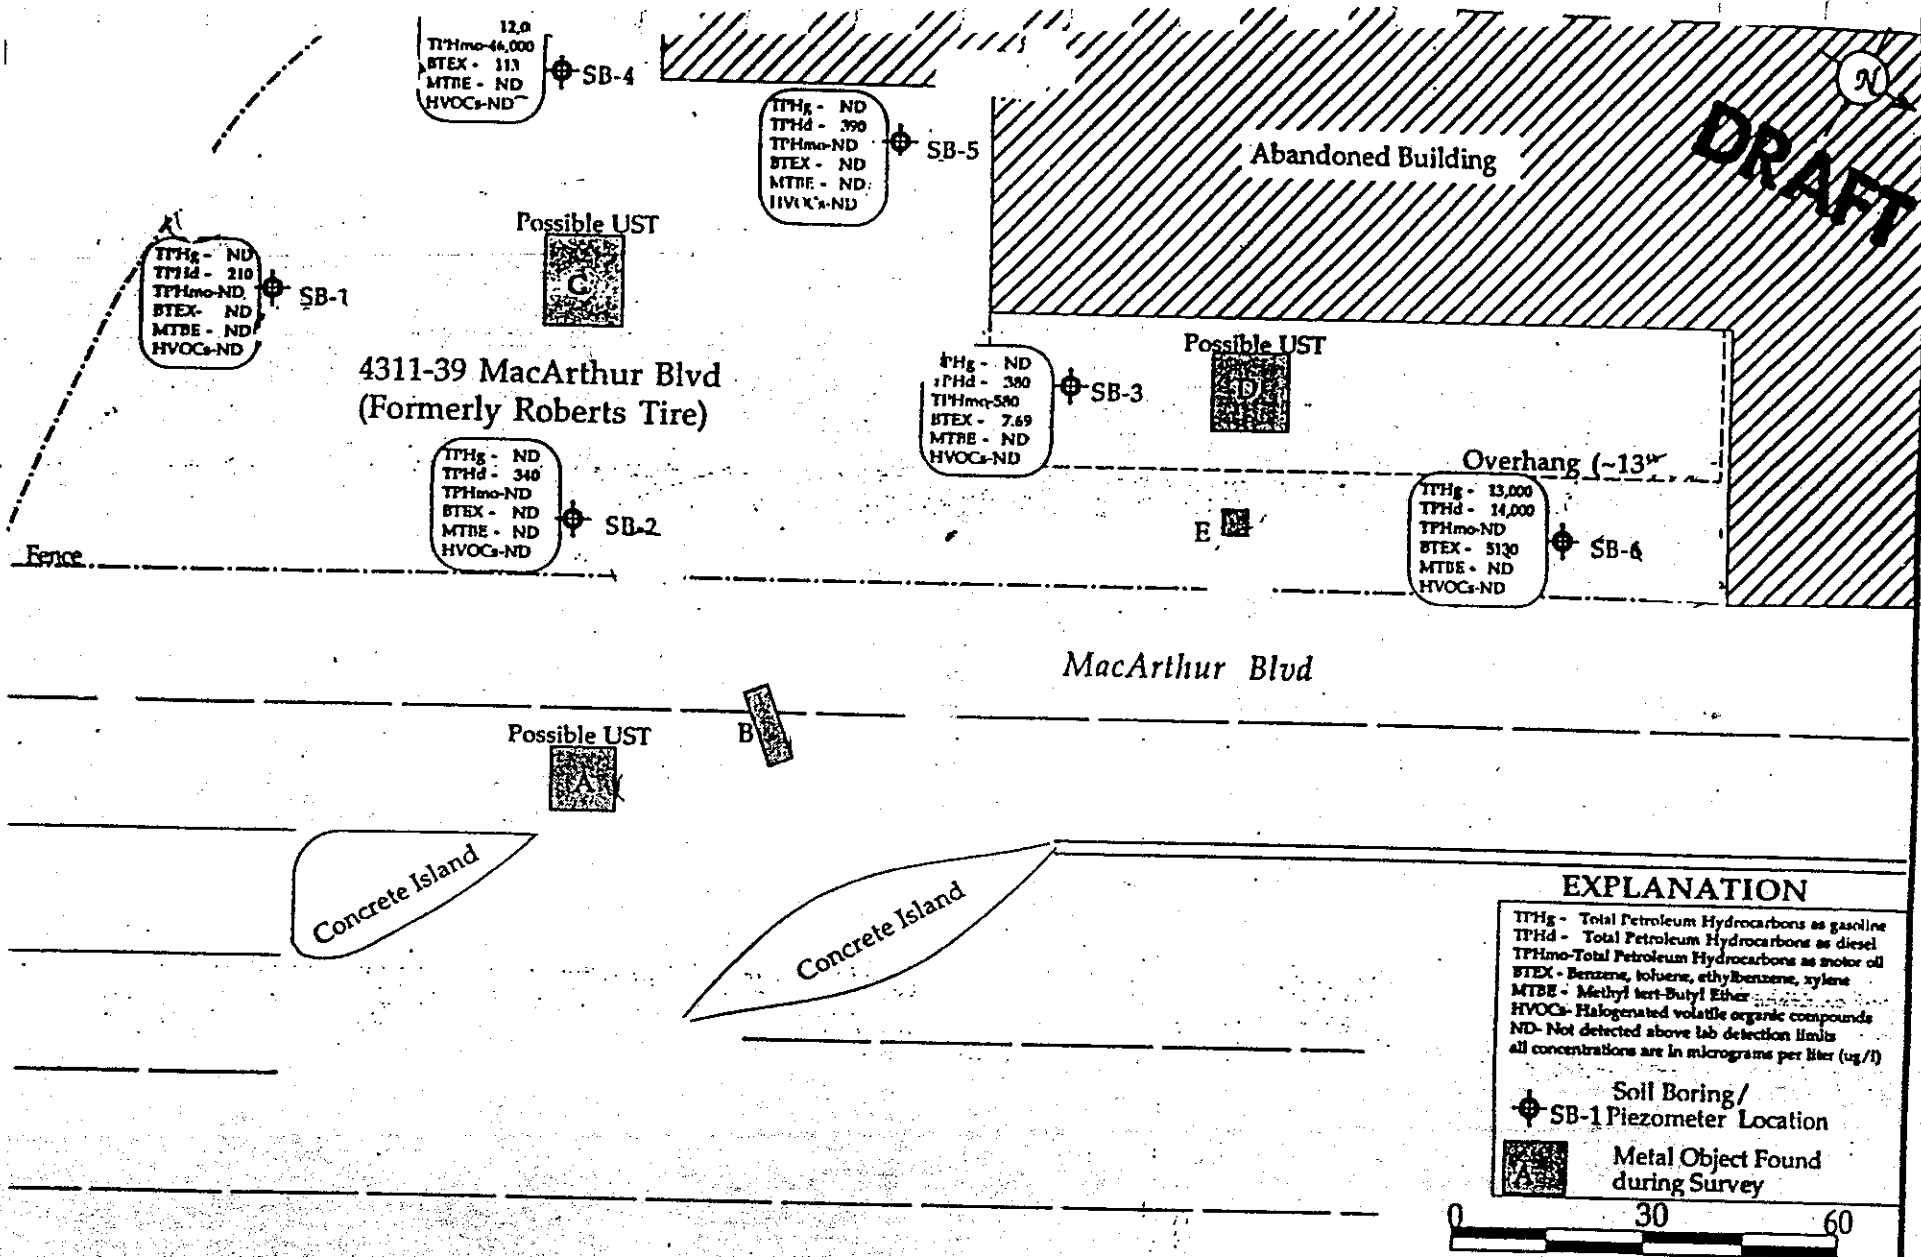 TPHmo-46,000
BTEX - 113
MTBE - ND
HVOCs-ND
SB-4
TPHg - ND
TPHd - 390
TPHmo-ND
BTEX - ND
MTBE - ND
HVOCs-ND
SB-5
Abandoned Building
N
DRAFT
Possible UST
C
TPHg - ND
TPHd - 210
TPHmo-ND
BTEX- ND
MTBE - ND
HVOCs-ND
SB-1
4311-39 MacArthur Blvd
(Formerly Roberts Tire)
TPHg - ND
TPHd - 380
TPHmo-580
BTEX - 7.69
MTBE - ND
HVOCs-ND
SB-3
Possible UST
D
TPHg - ND
TPHd - 340
TPHmo-ND
BTEX - ND
MTBE - ND
HVOCs-ND
SB-2
Overhang (~13'
E
TPHg - 13,000
TPHd - 14,000
TPHmo-ND
BTEX - 5130
MTBE - ND
HVOCs-ND
SB-6
Fence
MacArthur Blvd
Possible UST
A
B
Concrete Island
Concrete Island
EXPLANATION
TPHg - Total Petroleum Hydrocarbons as gasoline
TPHd - Total Petroleum Hydrocarbons as diesel
TPHmo-Total Petroleum Hydrocarbons as motor oil
BTEX - Benzene, toluene, ethylbenzene, xylene
MTBE - Methyl tert-Butyl Ether
HVOCs- Halogenated volatile organic compounds
ND- Not detected above lab detection limits
all concentrations are in micrograms per liter (ug/l)
SB-1 Soil Boring/
Piezometer Location
A Metal Object Found
during Survey
0 30 60